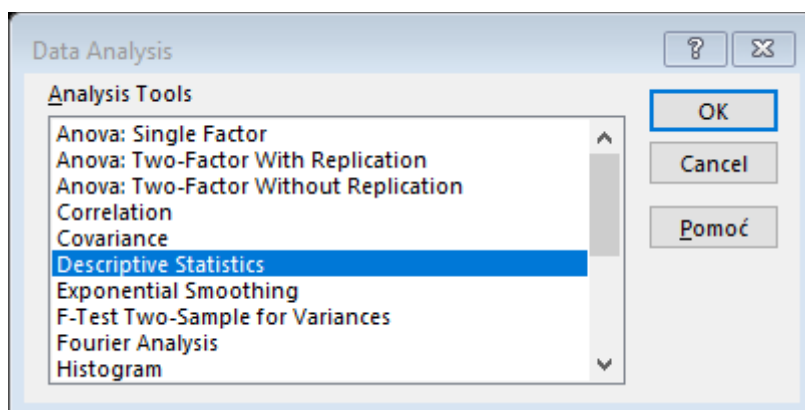 Data Analysis
Analysis Tools
Anova: Single Factor
Anova: Two-Factor With Replication
Anova: Two-Factor Without Replication
Correlation
Covariance
Descriptive Statistics
Exponential Smoothing
F-Test Two-Sample for Variances
Fourier Analysis
Histogram
OK
Cancel
Pomoć